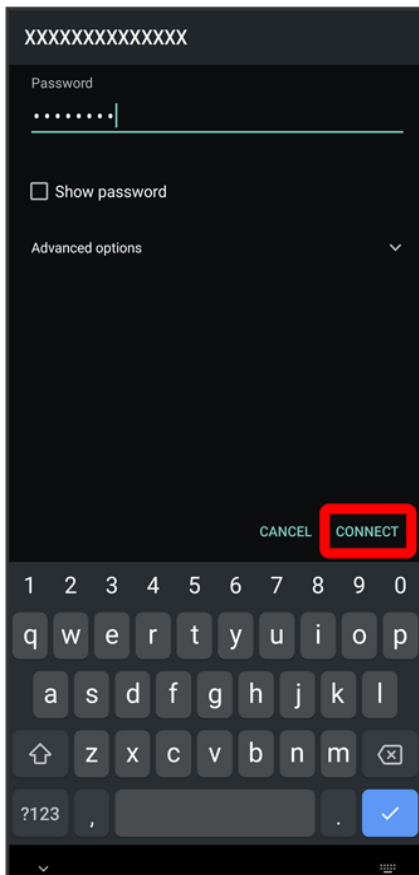 XXXXXXXXXXXXXX
Password
••••••••
Show password
Advanced options
CANCEL CONNECT
1 2 3 4 5 6 7 8 9 0
q w e r t y u i o p
a s d f g h j k l
z x c v b n m
?123 , .